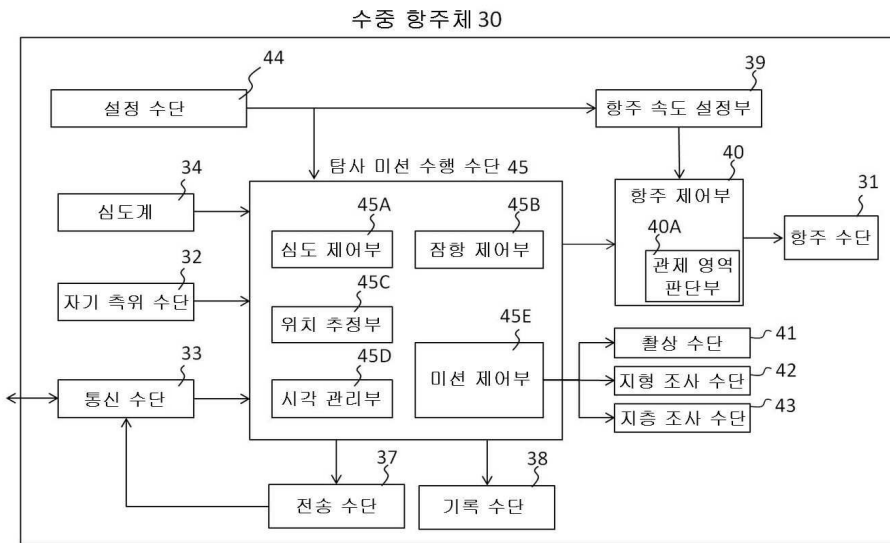 수중 항주체 30
44
설정 수단
39
항주 속도 설정부
탐사 미션 수행 수단 45
34
심도계
45A
심도 제어부
45B
잠항 제어부
40
항주 제어부
40A
관제 영역
판단부
31
항주 수단
32
자기 측위 수단
45C
위치 추정부
45E
미션 제어부
33
통신 수단
45D
시각 관리부
촬상 수단
41
지형 조사 수단
42
지층 조사 수단
43
37
전송 수단
38
기록 수단